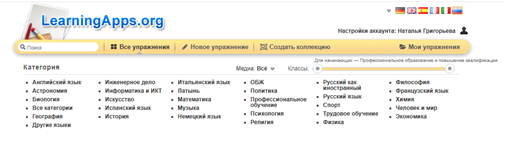 LearningApps.org
Настройки аккаунта: Наталья Григорьева
Поиск
Все упражнения
Новое упражнение
Создать коллекцию
Мои упражнения
Для начинающих — Профессиональное образование и повышение квалификации
Категория
Медиа: Всё
Классы:
Английский язык
Астрономия
Биология
Все категории
География
Другие языки
Инженерное дело
Информатика и ИКТ
Искусство
Испанский язык
История
Итальянский язык
Латынь
Математика
Музыка
Немецкий язык
ОБЖ
Политика
Профессиональное
обучение
Психология
Религия
Русский как
иностранный
Русский язык
Спорт
Трудовое обучение
Физика
Философия
Французский язык
Химия
Человек и мир
Экономика